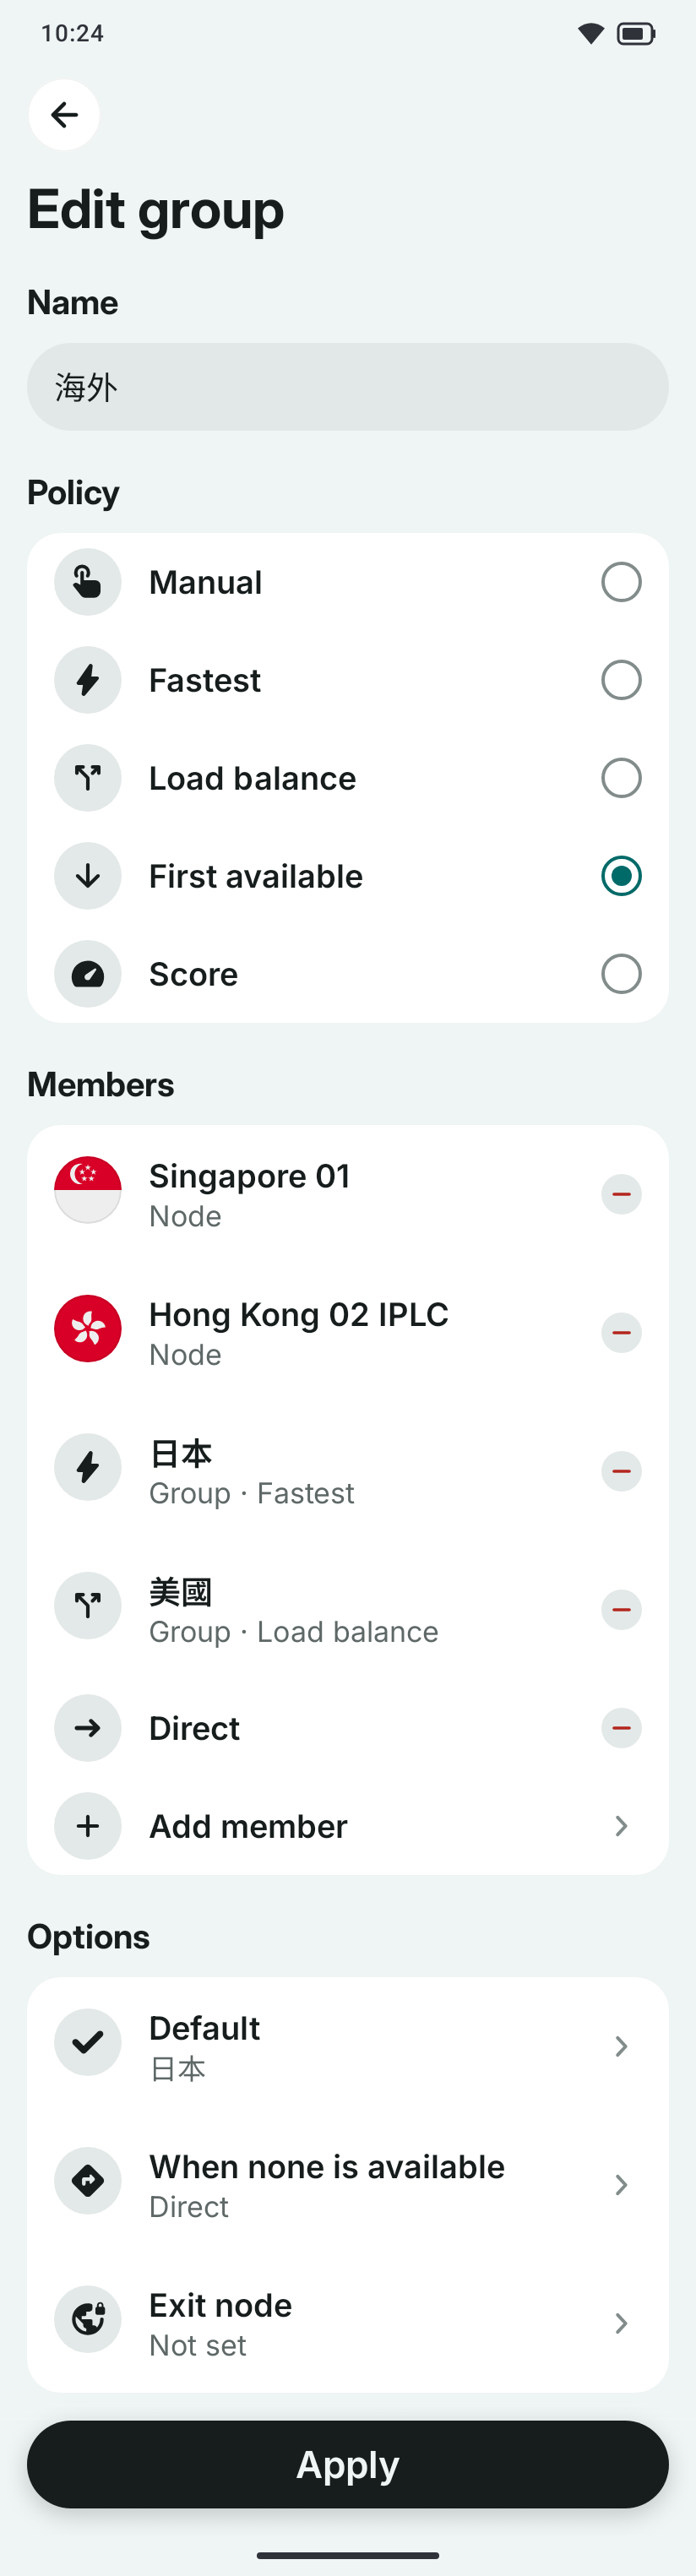 10:24
Edit group
Name
海外
Policy
Manual
Fastest
Load balance
First available
Score
Members
Singapore 01
Node
Hong Kong 02 IPLC
Node
日本
Group · Fastest
美國
Group · Load balance
Direct
Add member
Options
Default
日本
When none is available
Direct
Exit node
Not set
Apply